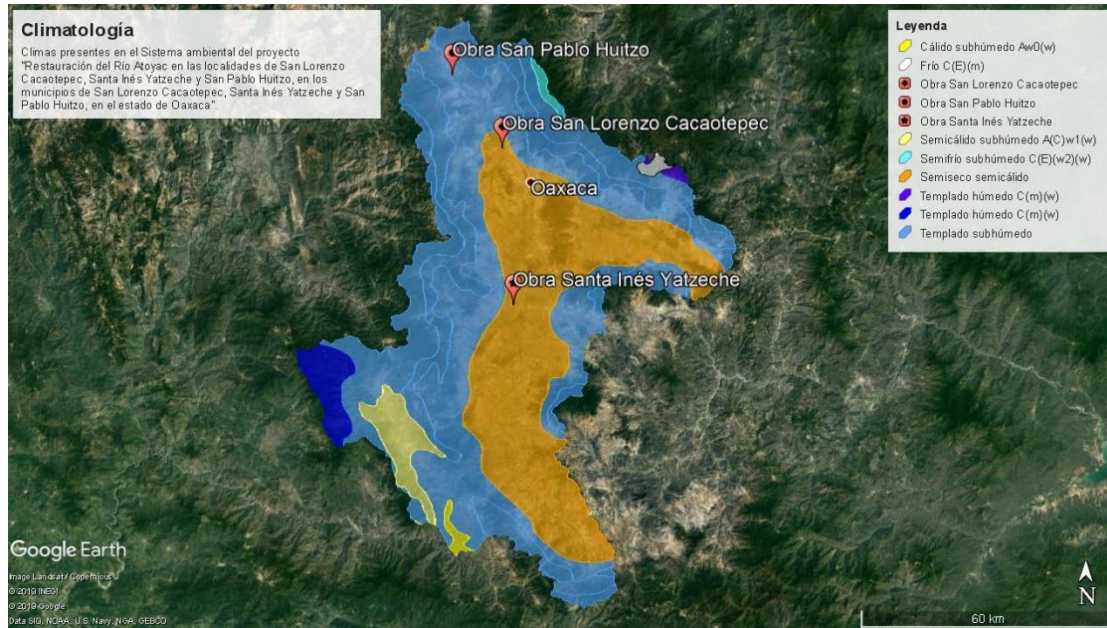 Climatología
Climas presentes en el Sistema ambiental del proyecto
"Restauración del Río Atoyac en las localidades de San Lorenzo
Cacaotepec, Santa Inés Yatzeche y San Pablo Huitzo, en los
municipios de San Lorenzo Cacaotepec, Santa Inés Yatzeche y San
Pablo Huitzo, en el estado de Oaxaca".
Obra San Pablo Huitzo
Obra San Lorenzo Cacaotepec
Oaxaca
Obra Santa Inés Yatzeche
Leyenda
Cálido subhúmedo Aw0(w)
Frío C(E)(m)
Obra San Lorenzo Cacaotepec
Obra San Pablo Huitzo
Obra Santa Inés Yatzeche
Semicálido subhúmedo A(C)w1(w)
Semifrío subhúmedo C(E)(w2)(w)
Semiseco semicálido
Templado húmedo C(m)(w)
Templado húmedo C(m)(w)
Templado subhúmedo
Google Earth
Image Landsat / Copernicus
© 2019 INEGI
© 2019 Google
Data SIO, NOAA, U.S. Navy, NGA, GEBCO
N
60 km